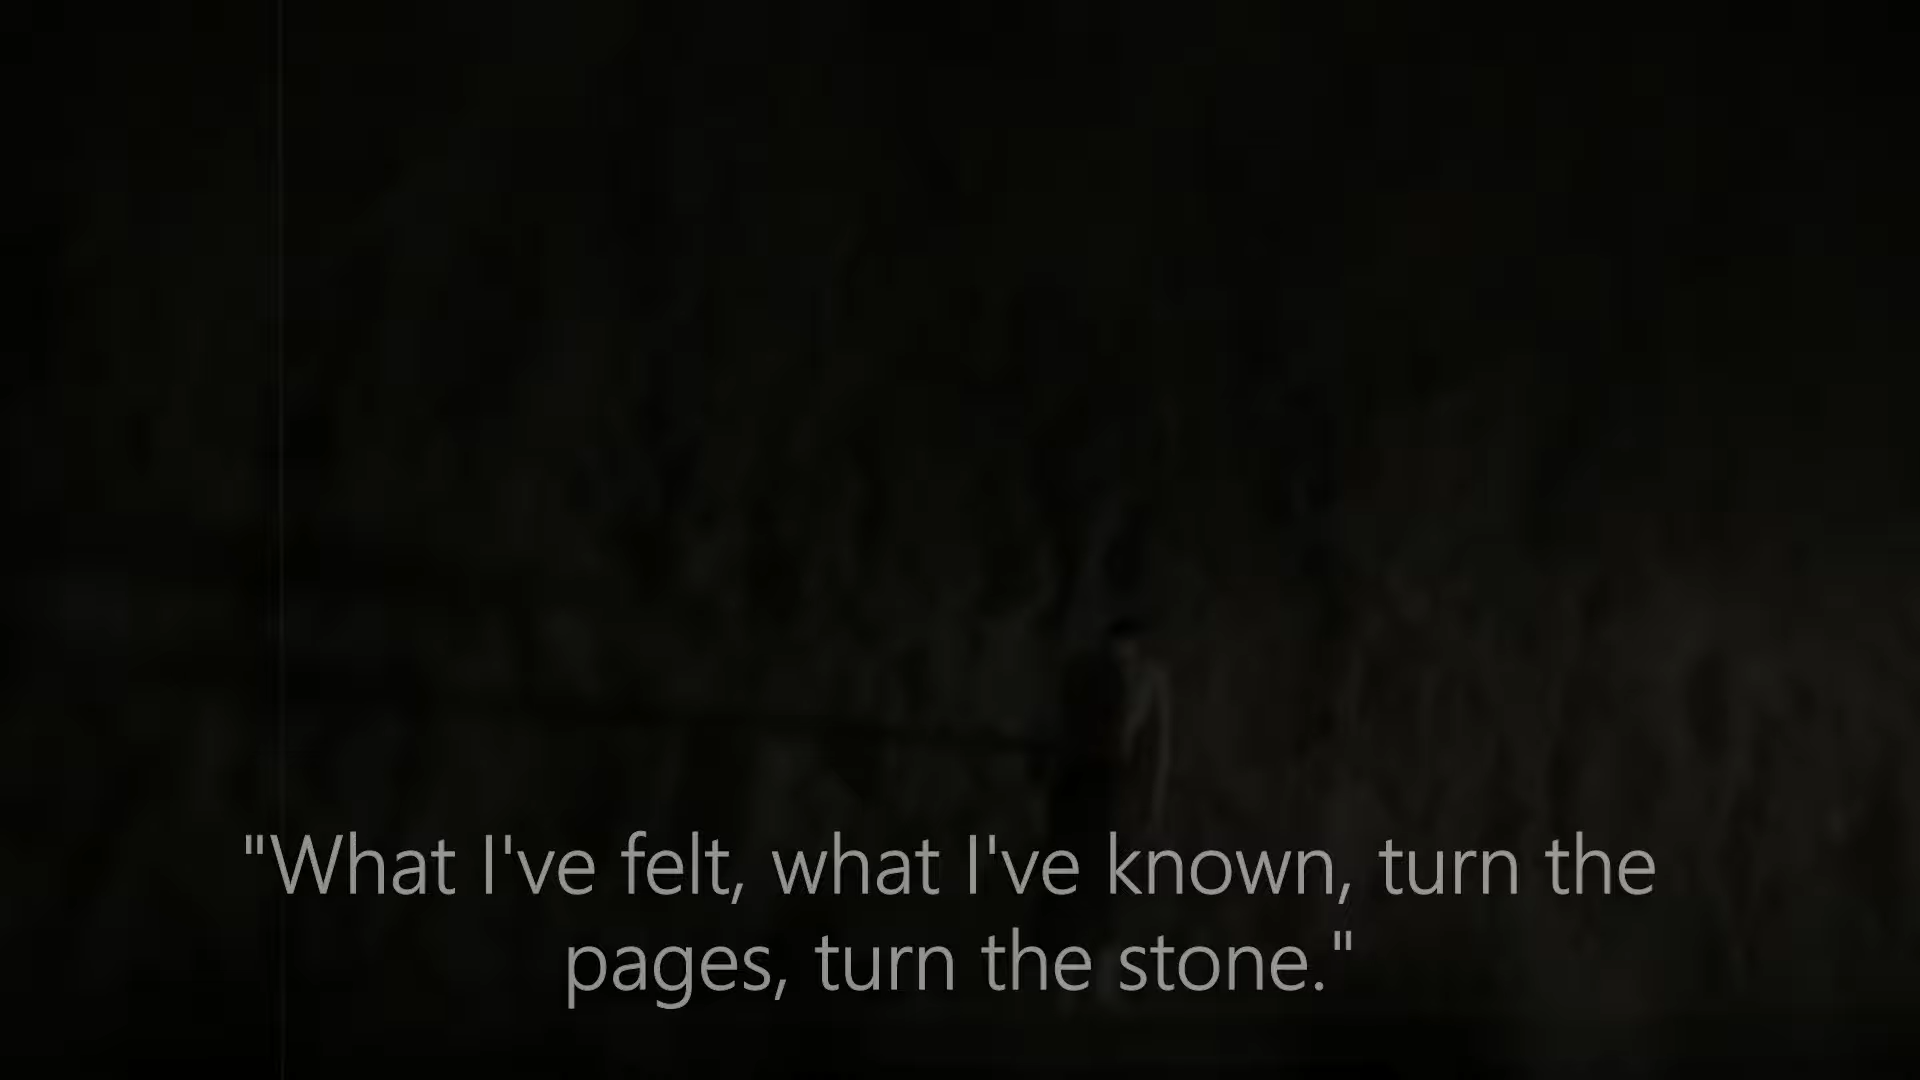 "What I've felt, what I've known, turn the
pages, turn the stone."